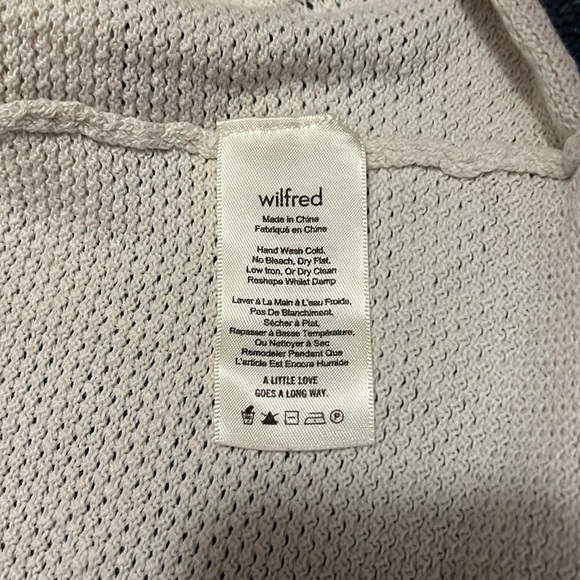 wilfred
Made in China
Fabriqué en Chine
Hand Wash Cold,
No Bleach, Dry Flat,
Low Iron, Or Dry Clean
Reshape Whilst Damp
Laver à La Main à L'eau Froide,
Pas De Blanchiment,
Sècher à Plat,
Repasser à Basse Température,
Ou Nettoyer à Sec
Remodeler Pendant Que
L'article Est Encore Humide
A LITTLE LOVE
GOES A LONG WAY.
P